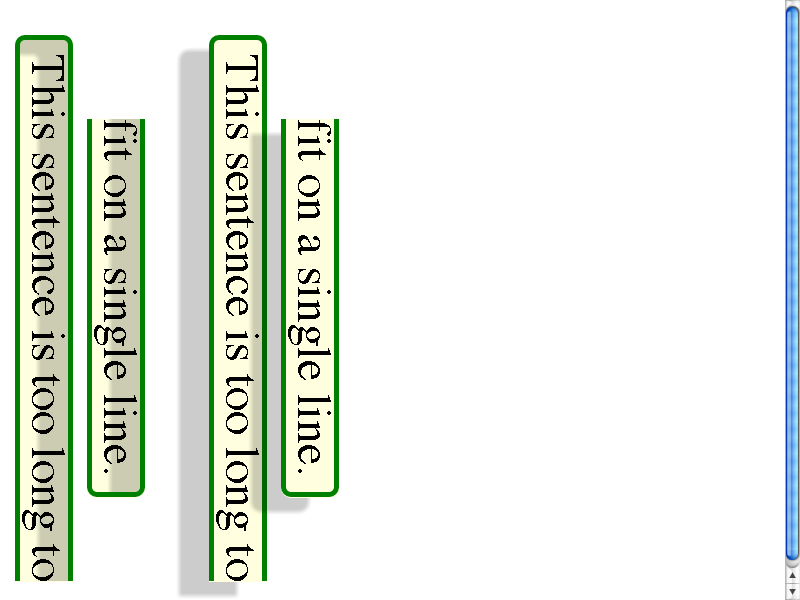 This sentence is too long to
fit on a single line.
This sentence is too long to
fit on a single line.